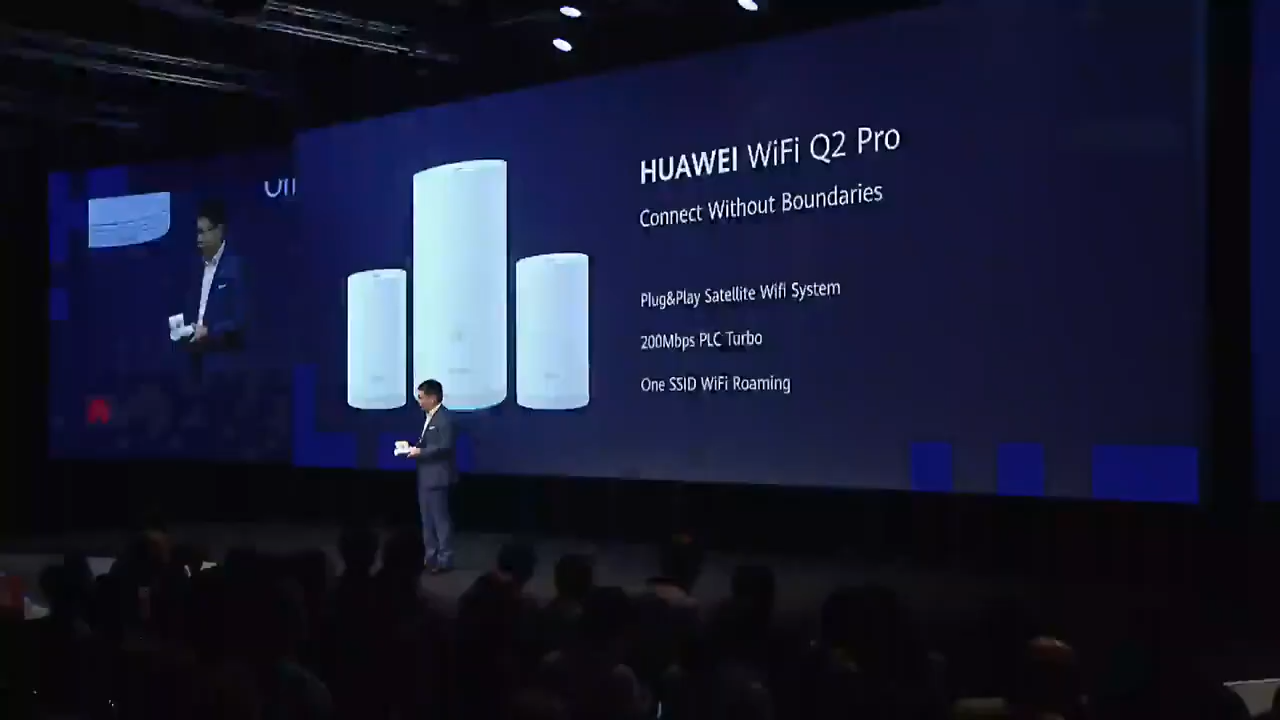 HUAWEI WiFi Q2 Pro
Connect Without Boundaries
Plug&Play Satellite Wifi System
200Mbps PLC Turbo
One SSID WiFi Roaming